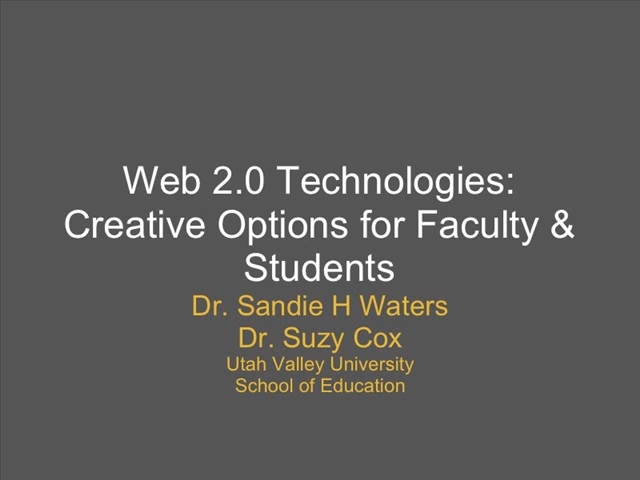 Web 2.0 Technologies:
Creative Options for Faculty &
Students
Dr. Sandie H Waters
Dr. Suzy Cox
Utah Valley University
School of Education